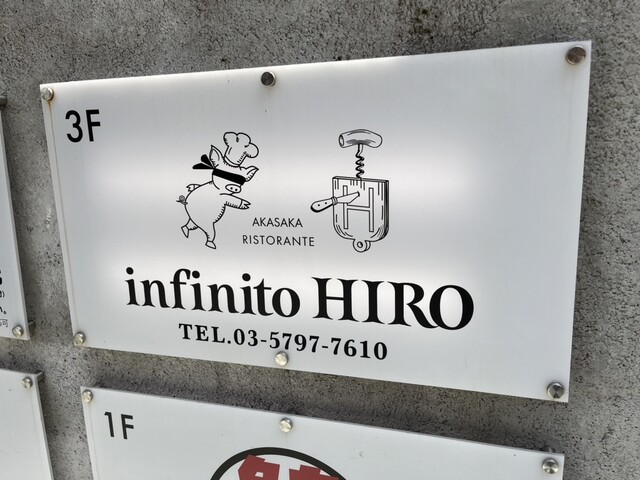 3F
AKASAKA
RISTORANTE
H
infinito HIRO
TEL.03-5797-7610
1F